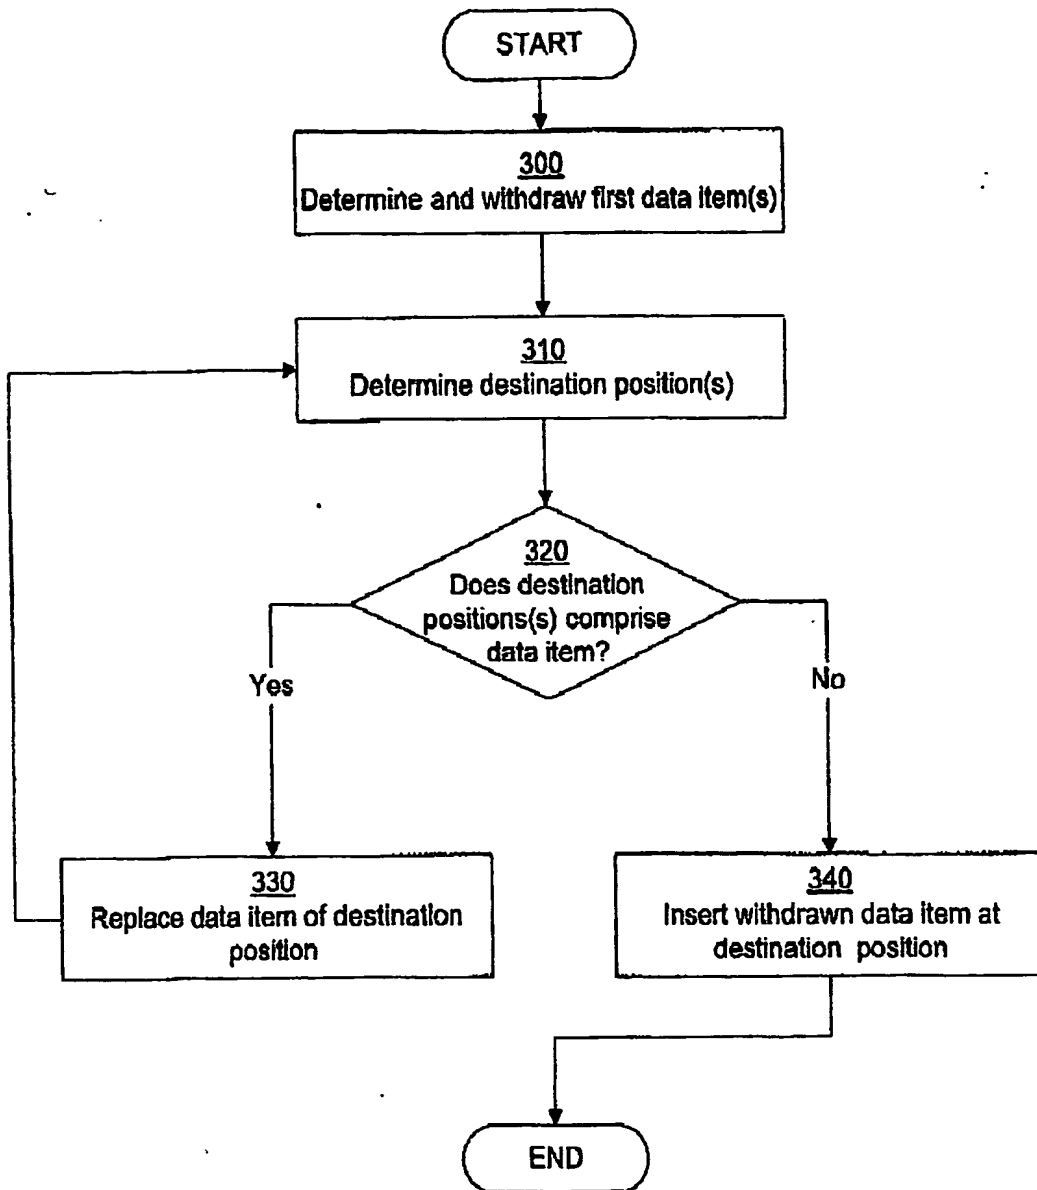 START
300
Determine and withdraw first data item(s)
310
Determine destination position(s)
320
Does destination
positions(s) comprise
data item?
Yes
No
330
Replace data item of destination
position
340
Insert withdrawn data item at
destination position
END